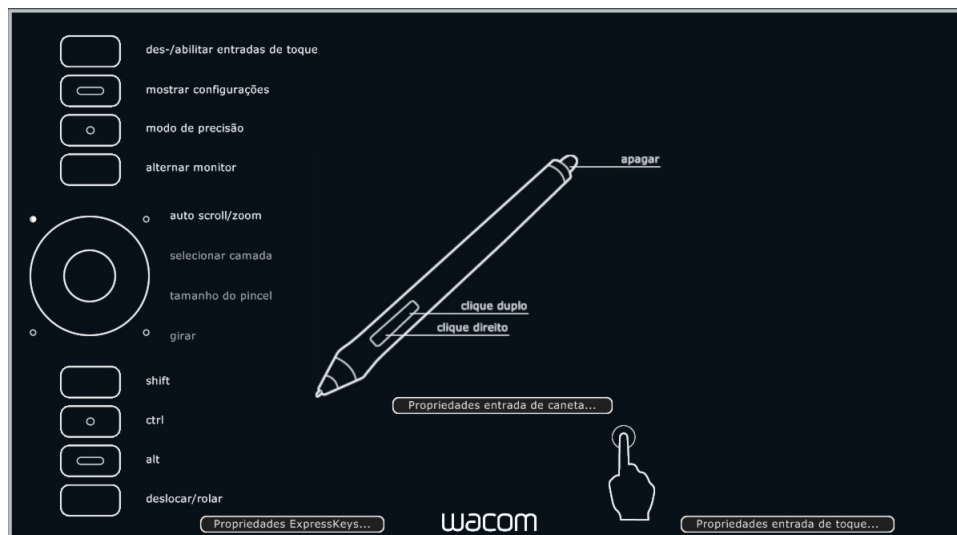 des-/abilitar entradas de toque
mostrar configurações
modo de precisão
alternar monitor
apagar
auto scroll/zoom
selecionar camada
tamanho do pincel
girar
clique duplo
clique direito
shift
ctrl
alt
deslocar/rolar
Propriedades entrada de caneta...
Propriedades ExpressKeys...
wacom
Propriedades entrada de toque...